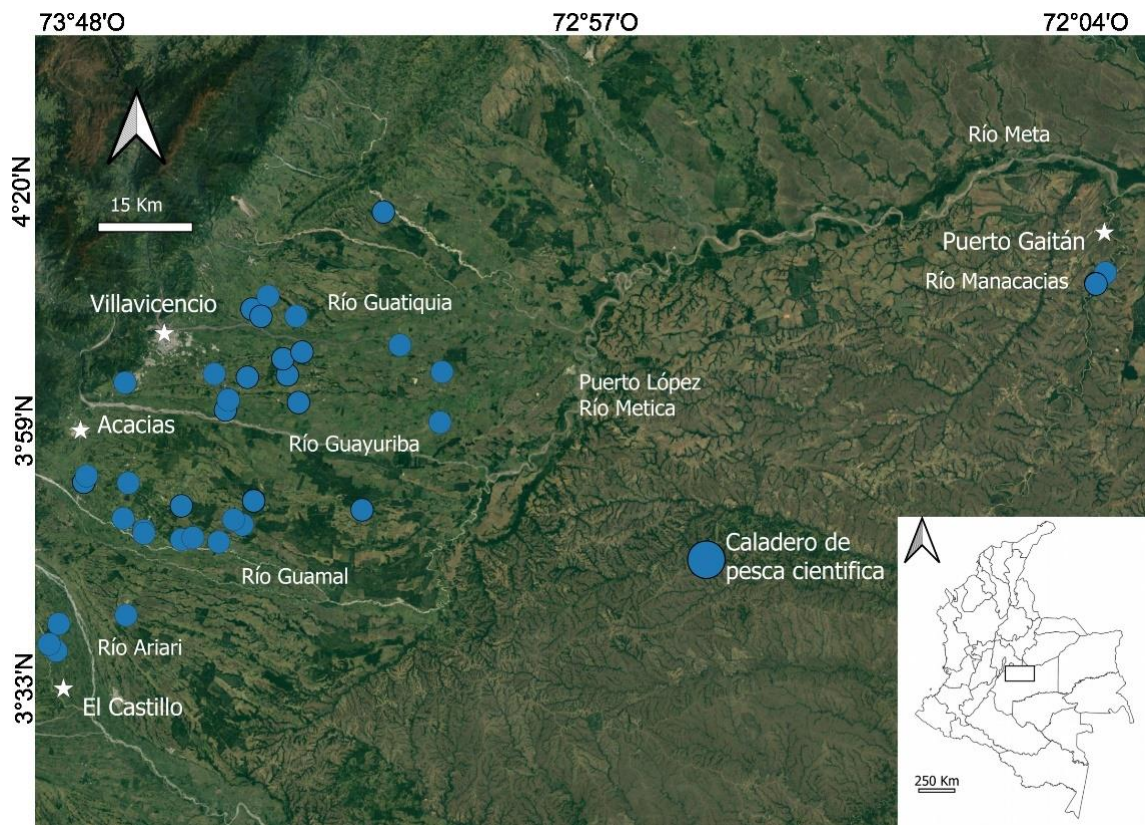 73°48'O
72°57'O
72°04'O
4°20'N
3°59'N
3°33'N
15 Km
Río Meta
Puerto Gaitán
Río Manacacias
Villavicencio
Río Guatiquia
Puerto López
Río Metica
Acacias
Río Guayuriba
Caladero de
pesca cientifica
Río Guamal
Río Ariari
El Castillo
250 Km